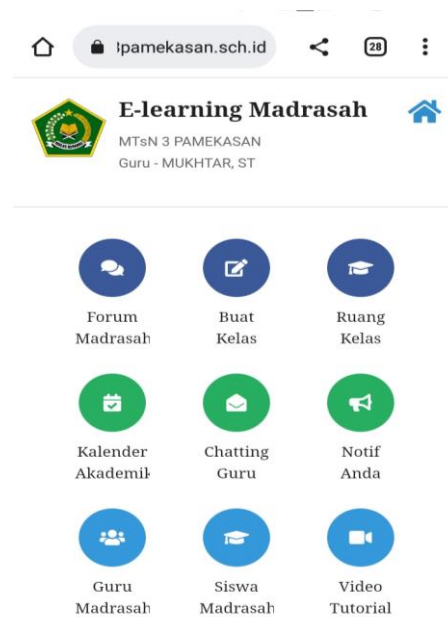 3pamekasan.sch.id
28
E-learning Madrasah
MTsN 3 PAMEKASAN
Guru - MUKHTAR, ST
Forum
Madrasah
Buat
Kelas
Ruang
Kelas
Kalender
Akademik
Chatting
Guru
Notif
Anda
Guru
Madrasah
Siswa
Madrasah
Video
Tutorial